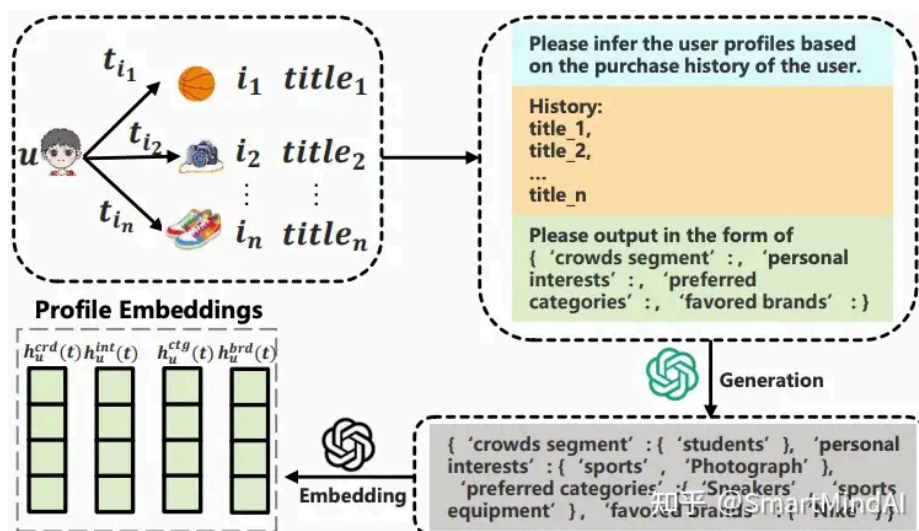 t_{i_1}
i_1 title_1
u
t_{i_2}
i_2 title_2
⋮ ⋮
t_{i_n}
i_n title_n
Please infer the user profiles based
on the purchase history of the user.
History:
title_1,
title_2,
...
title_n
Please output in the form of
{ ‘crowds segment’ : , ‘personal
interests’ : , ‘preferred
categories’ : , ‘favored brands’ : }
Generation
{ ‘crowds segment’ : { ‘students’ }, ‘personal
interests’ : { ‘sports’ , ‘Photograph’ },
‘preferred categories’ : { ‘Sneakers’ ‘sports
equipment’ }, ‘favored brands’ : { ‘Nike’ } }
知乎 @SmartMindAI
Embedding
Profile Embeddings
h_u^{crd}(t) h_u^{int}(t) h_u^{ctg}(t) h_u^{brd}(t)